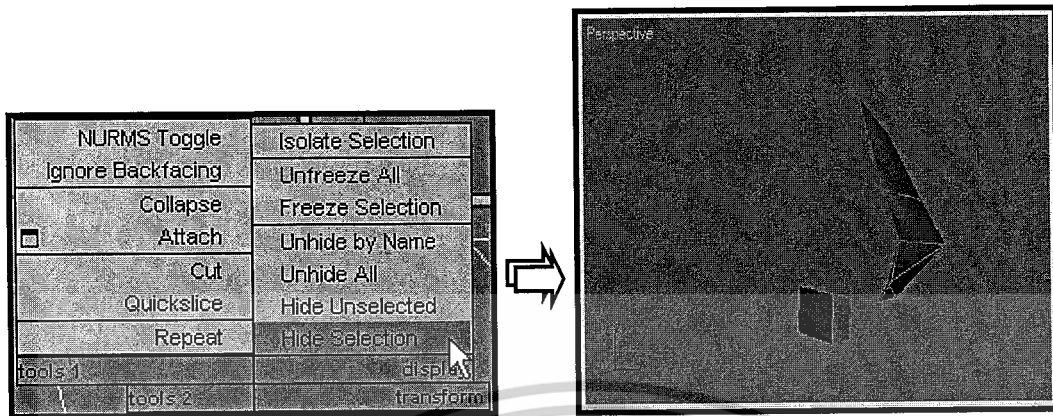 NURMS Toggle
Ignore Backfacing
Collapse
Attach
Cut
Quickslice
Repeat
tools 1
tools 2
Isolate Selection
Unfreeze All
Freeze Selection
Unhide by Name
Unhide All
Hide Unselected
Hide Selection
display
transform
Perspective